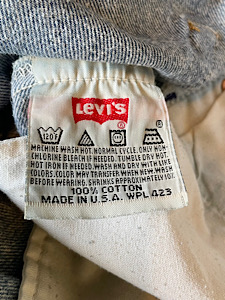 LEVI'S
®
120F
MACHINE WASH HOT, NORMAL CYCLE. ONLY NON-
CHLORINE BLEACH IF NEEDED. TUMBLE DRY HOT.
HOT IRON IF NEEDED. WASH AND DRY WITH LIKE
COLORS. COLOR MAY TRANSFER WHEN NEW. WASH
BEFORE WEARING. SHRINKS APPROXIMATELY 10%
100% COTTON
MADE IN U.S.A. WPL 423